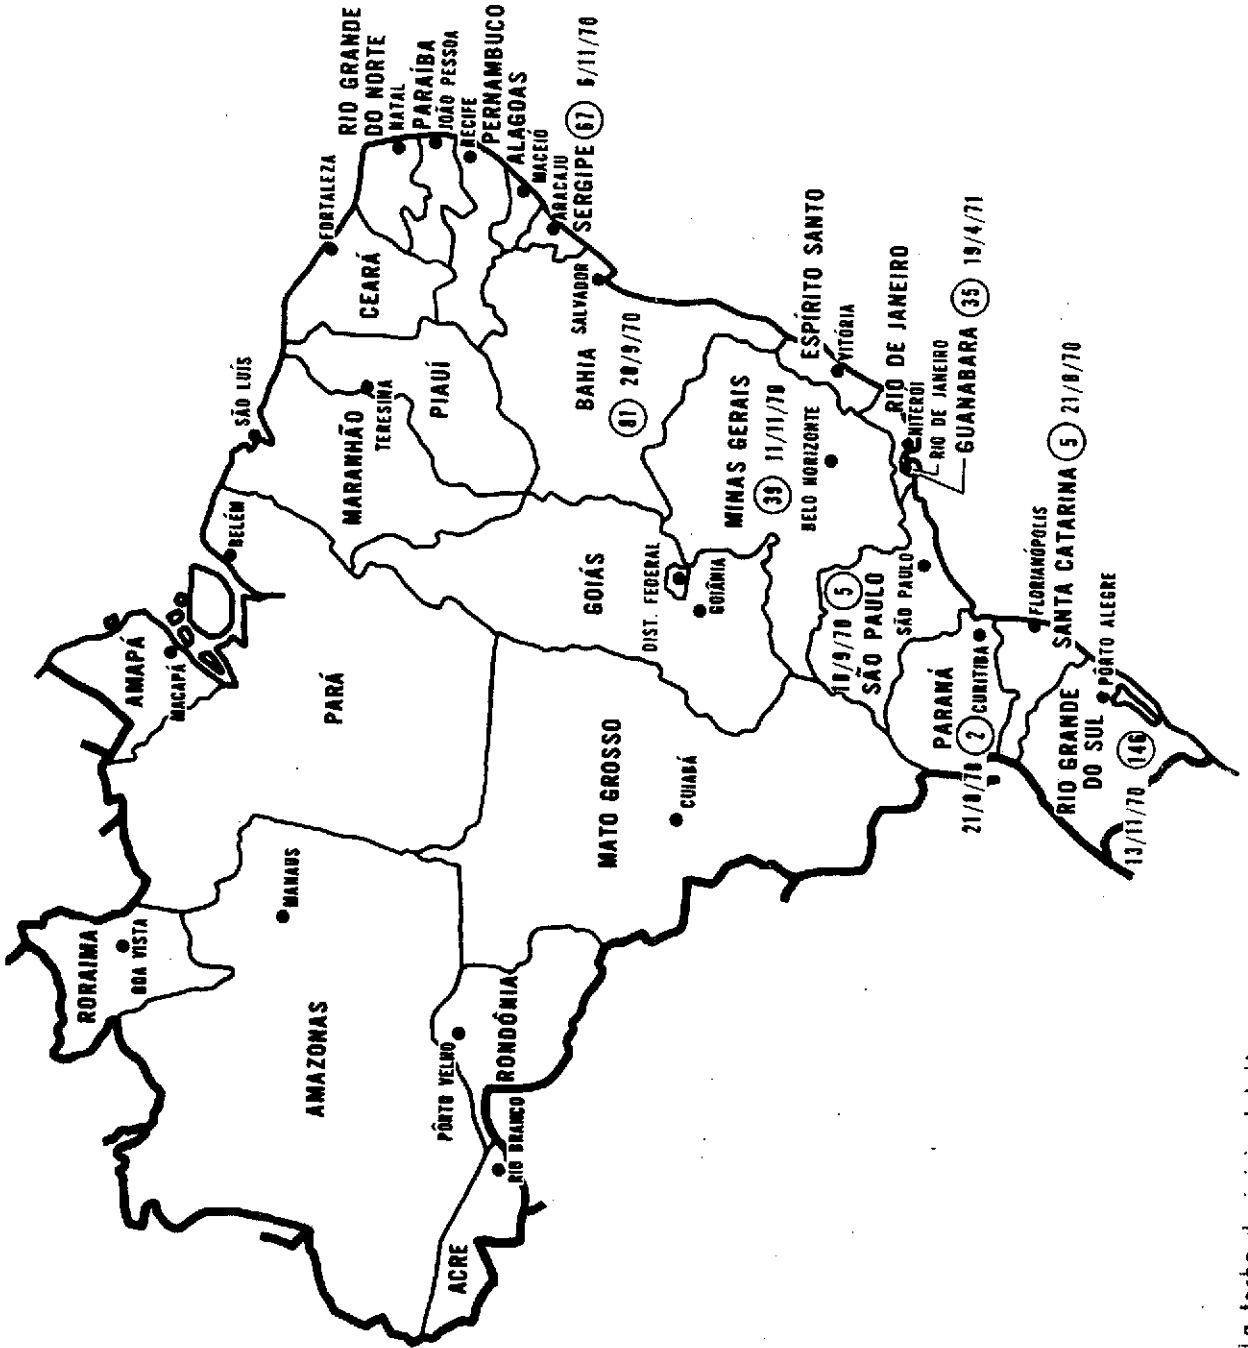 RORAIMA
BOA VISTA
AMAPÁ
MACAPÁ
AMAZONAS
MANAUS
PARÁ
BELÉM
SÃO LUÍS
MARANHÃO
TERESINA
PIAUÍ
CEARÁ
FORTALEZA
RIO GRANDE
DO NORTE
NATAL
PARAÍBA
JOÃO PESSOA
RECIFE
PERNAMBUCO
ALAGOAS
MACEIÓ
ARACAJU
SERGIPE 67 6/11/70
ACRE
RIO BRANCO
PÔRTO VELHO
RONDÔNIA
MATO GROSSO
CUIABÁ
GOIÁS
DIST. FEDERAL
GOIÂNIA
BAHIA
SALVADOR
81 28/9/70
MINAS GERAIS
39 11/11/70
BELO HORIZONTE
ESPÍRITO SANTO
VITÓRIA
RIO DE JANEIRO
NITERÓI
RIO DE JANEIRO
GUANABARA 35 19/4/71
18/9/70 5
SÃO PAULO
SÃO PAULO
PARANÁ
21/8/70 2 CURITIBA
FLORIANÓPOLIS
SANTA CATARINA 5 21/8/70
RIO GRANDE
DO SUL
PÔRTO ALEGRE
13/11/70 146